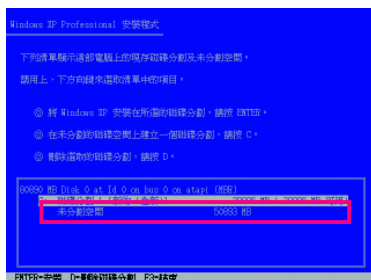 Windows XP Professional 安裝程式
下列清單顯示這部電腦上的現存磁碟分割及未分割空間。
請用上、下方向鍵來選取清單中的項目。
◎ 將 Windows XP 安裝在所選的磁碟分割，請按 ENTER。
◎ 在未分割的磁碟空間上建立一個磁碟分割，請按 C。
◎ 刪除選取的磁碟分割，請按 D。
80890 MB Disk 0 at Id 0 on bus 0 on atapi (MBR)
未分割空間 50893 MB
ENTER=安裝 D=刪除磁碟分割 F3=結束